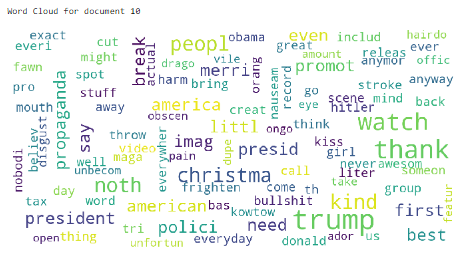 Word Cloud for document 10
exact
cut
obama
even
includ
hairdo
everi
might
break
actual
peopl
vile
great
amount
releas
ever
fawn
spot
drago
orang
promot
anymor
offic
pro
propaganda
stuff
harm
merri
bring
nauseam
record
go
stroke
anyway
mouth
away
america
creat
eye
scene
mind
back
disgust
say
obscen
hitler
watch
nobodi
believ
throw
everywher
imag
littl
ongo
think
kiss
thank
well
video
pain
dupe
presid
girl
never
awesom
unbecom
maga
christma
call
liter
someon
day
noth
frighten
come
th
take
group
featur
tax
word
american
bas
bullshit
trump
kind
first
president
tri
polici
kowtow
need
open
thing
unfortun
everyday
donald
ador
us
best